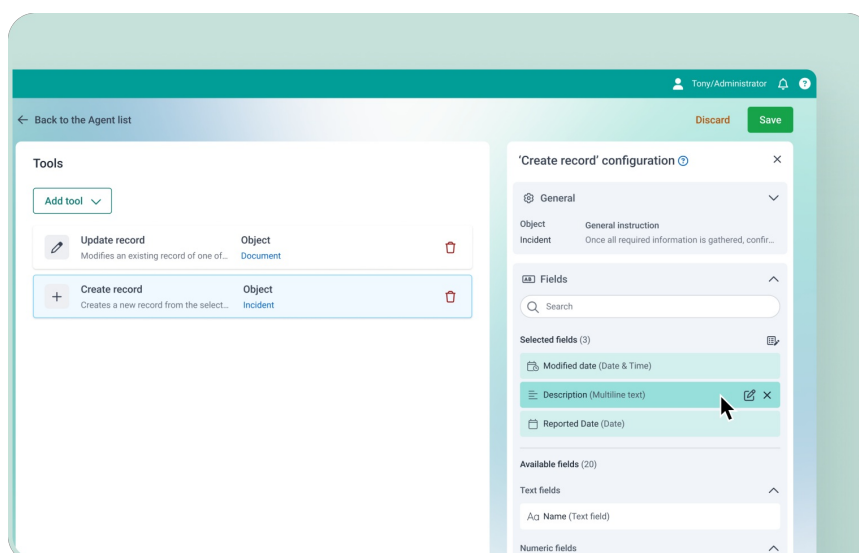 Tony/Administrator
Back to the Agent list
Discard
Save
Tools
Add tool
Update record
Object
Modifies an existing record of one of...
Document
Create record
Object
Creates a new record from the select...
Incident
'Create record' configuration
General
Object
General instruction
Incident
Once all required information is gathered, confir...
AB Fields
Search
Selected fields (3)
Modified date (Date & Time)
Description (Multiline text)
Reported Date (Date)
Available fields (20)
Text fields
Aa Name (Text field)
Numeric fields